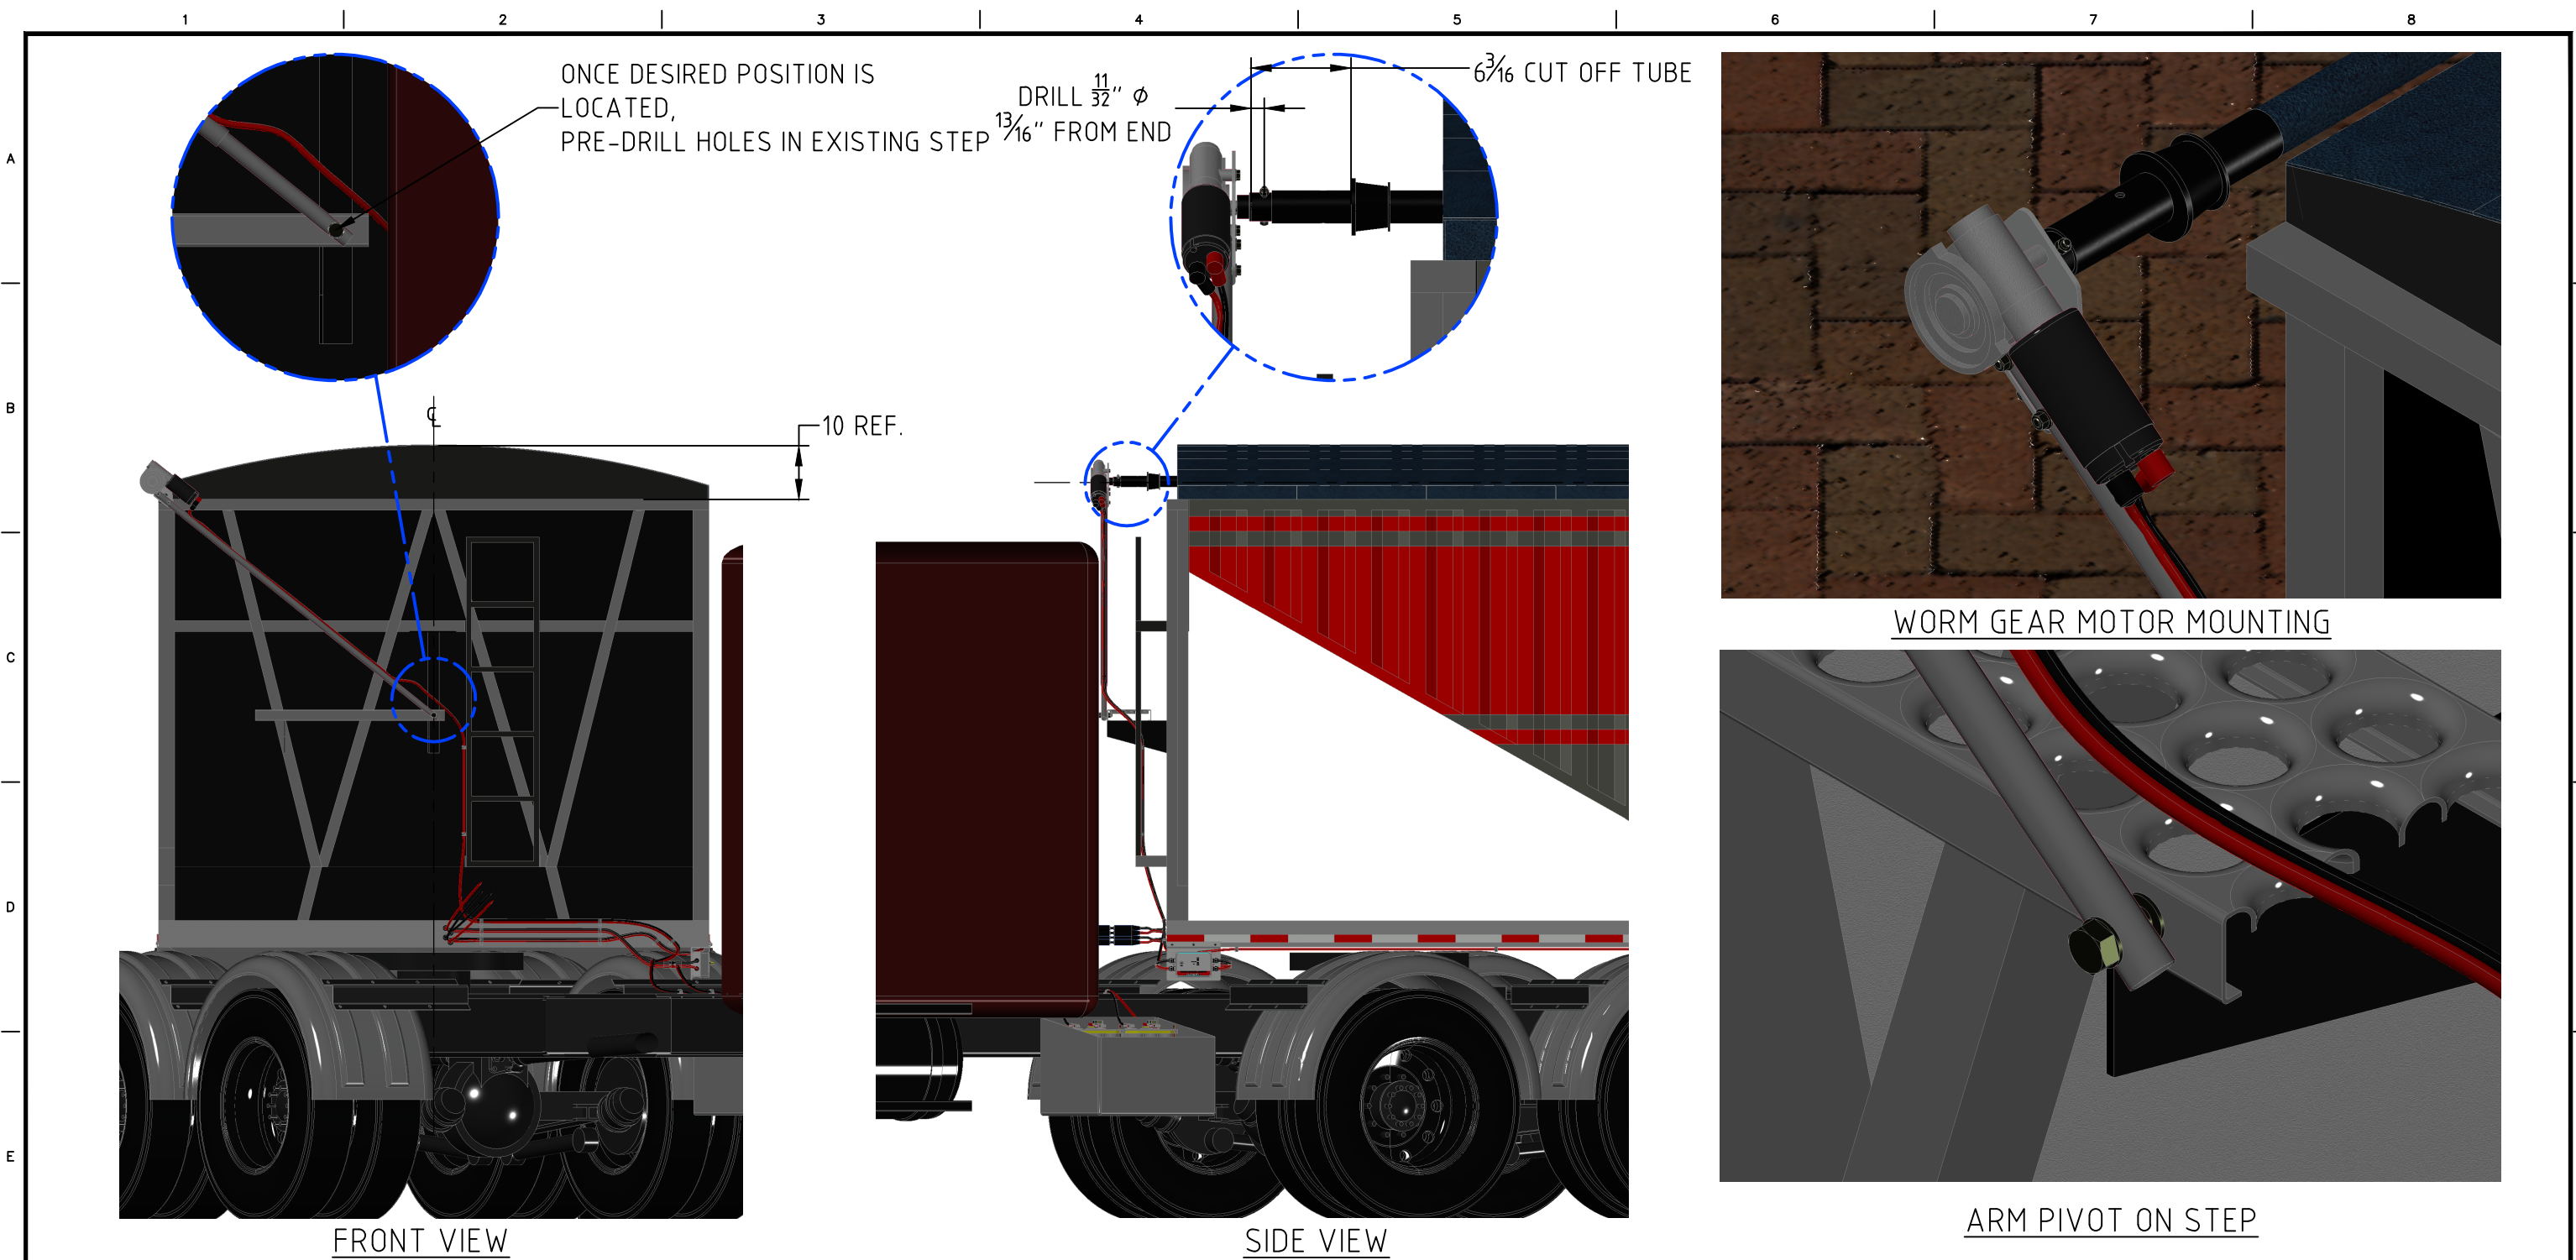 1 2 3 4 5 6 7 8
ONCE DESIRED POSITION IS
LOCATED,
PRE-DRILL HOLES IN EXISTING STEP
DRILL 11/32" Ø
13/16" FROM END
6 3/16 CUT OFF TUBE
A
B
C
D
E
℄
10 REF.
WORM GEAR MOTOR MOUNTING
FRONT VIEW
SIDE VIEW
ARM PIVOT ON STEP